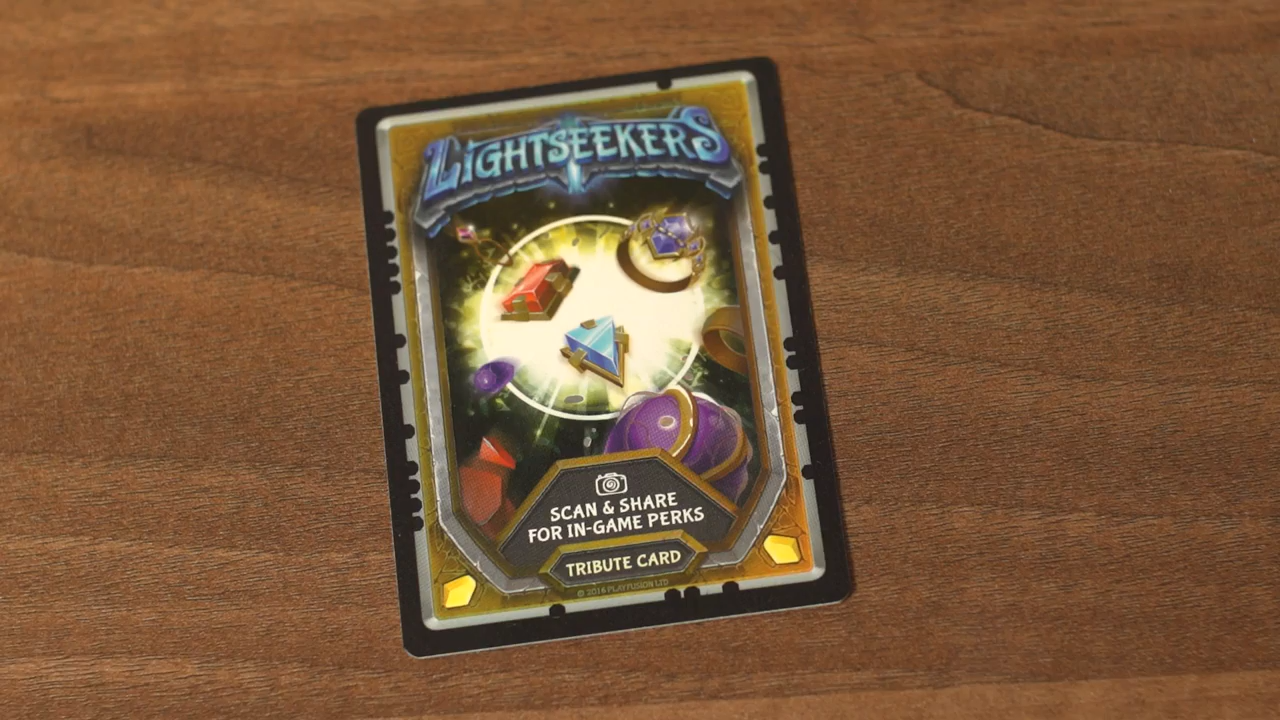 LIGHTSEEKERS
SCAN & SHARE
FOR IN-GAME PERKS
TRIBUTE CARD
© 2016 PLAYFUSION LTD